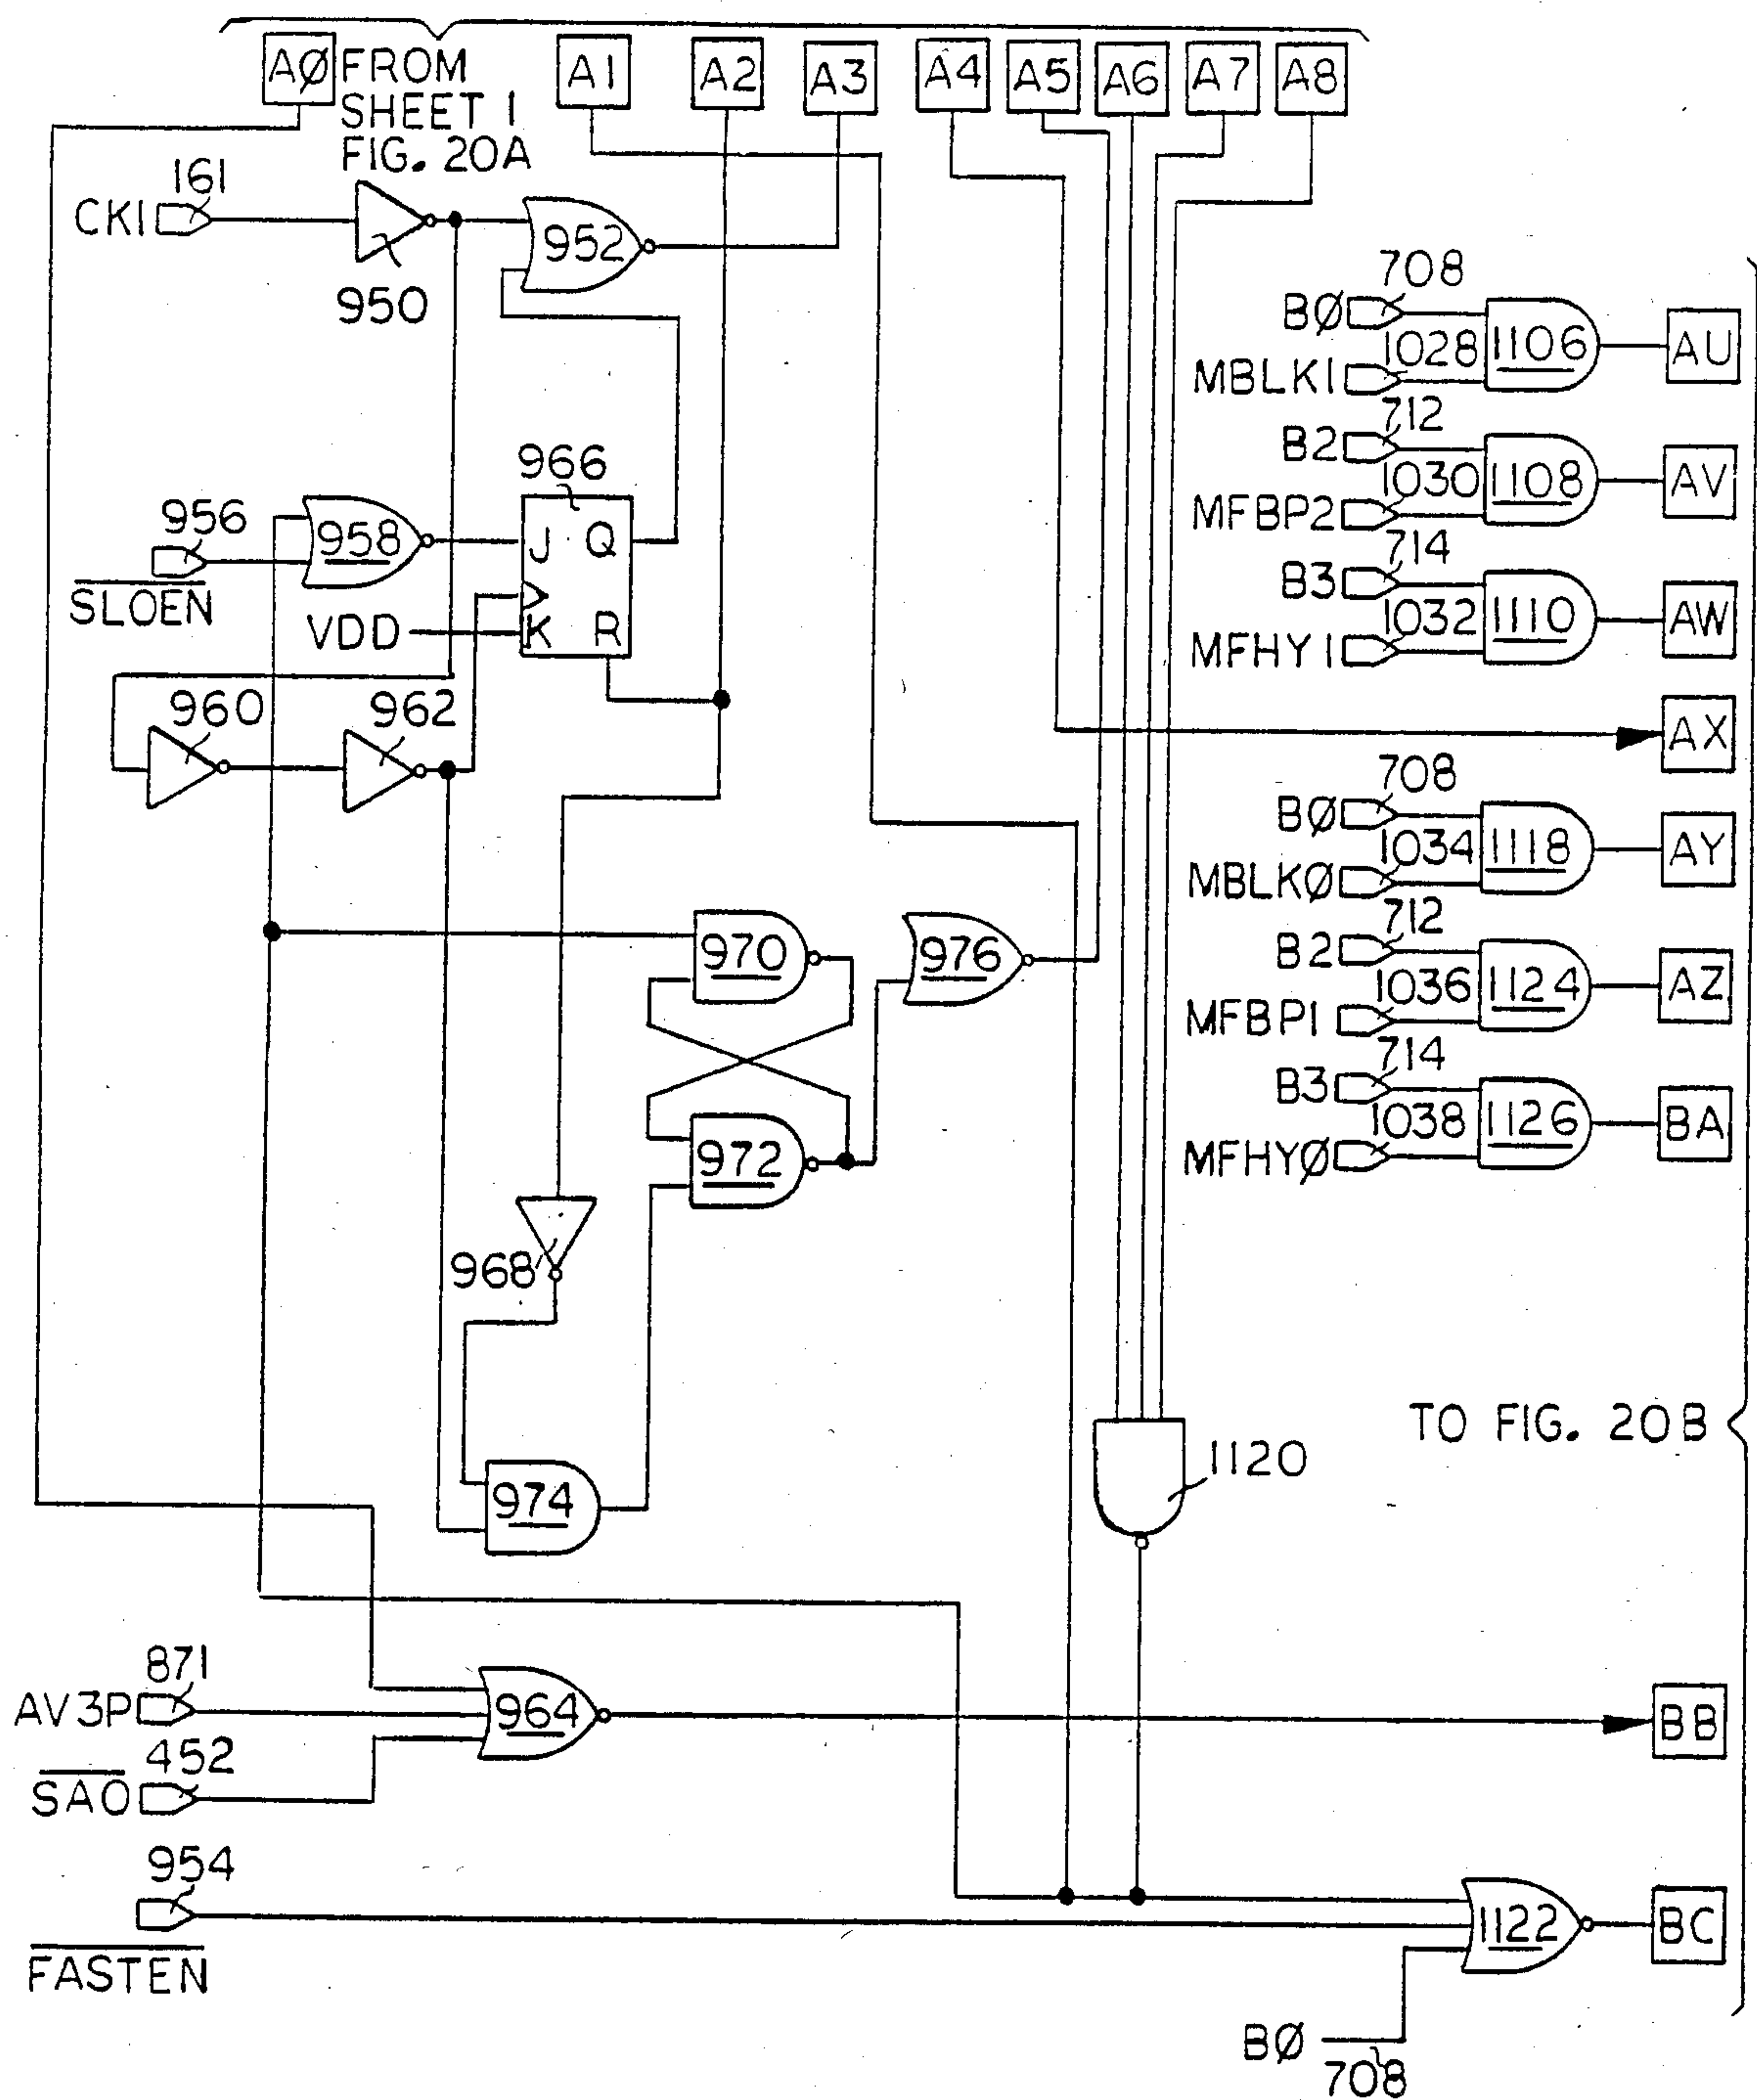 AØ FROM A1 A2 A3 A4 A5 A6 A7 A8
SHEET 1
FIG. 20A
161
CK1
950
952
708
BØ
1028
MBLK1
1106
AU
712
B2
1030
MFBP2
1108
AV
714
B3
1032
MFHY1
1110
AW
966
956
SLOEN
958
J Q
K R
VDD
960
962
AX
708
BØ
1034
MBLKØ
1118
AY
970
976
712
B2
1036
MFBP1
1124
AZ
972
714
B3
1038
MFHYØ
1126
BA
968
TO FIG. 20B
1120
974
871
AV3P
964
BB
452
SAO
954
FASTEN
1122
BC
BØ
708